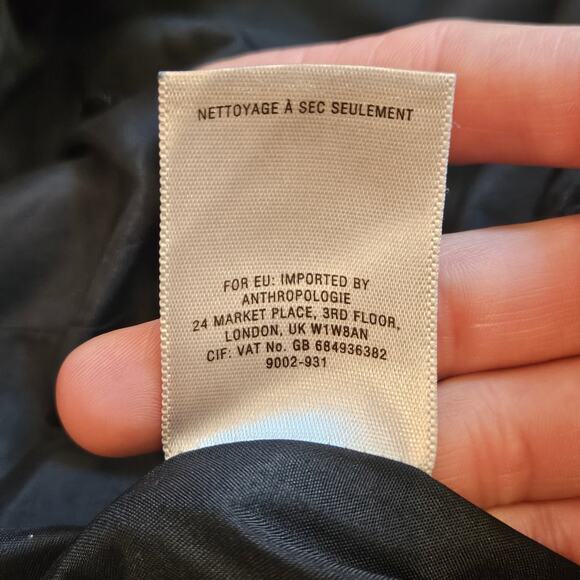 NETTOYAGE À SEC SEULEMENT
FOR EU: IMPORTED BY
ANTHROPOLOGIE
24 MARKET PLACE, 3RD FLOOR,
LONDON, UK W1W8AN
CIF: VAT No. GB 684936382
9002-931